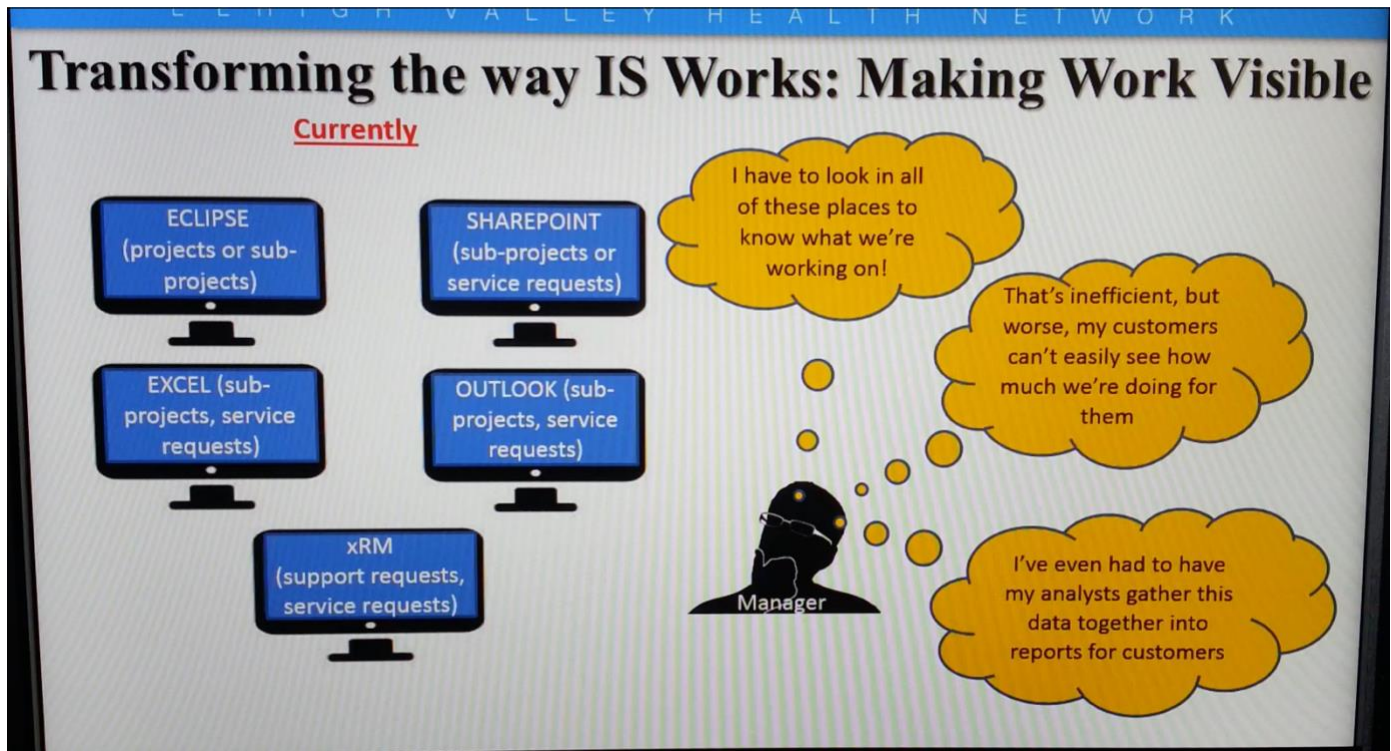 LEHIGH VALLEY HEALTH NETWORK
Transforming the way IS Works: Making Work Visible
Currently
ECLIPSE
(projects or sub-
projects)
SHAREPOINT
(sub-projects or
service requests)
EXCEL (sub-
projects, service
requests)
OUTLOOK (sub-
projects, service
requests)
xRM
(support requests,
service requests)
I have to look in all
of these places to
know what we're
working on!
That's inefficient, but
worse, my customers
can't easily see how
much we're doing for
them
I've even had to have
my analysts gather this
data together into
reports for customers
Manager